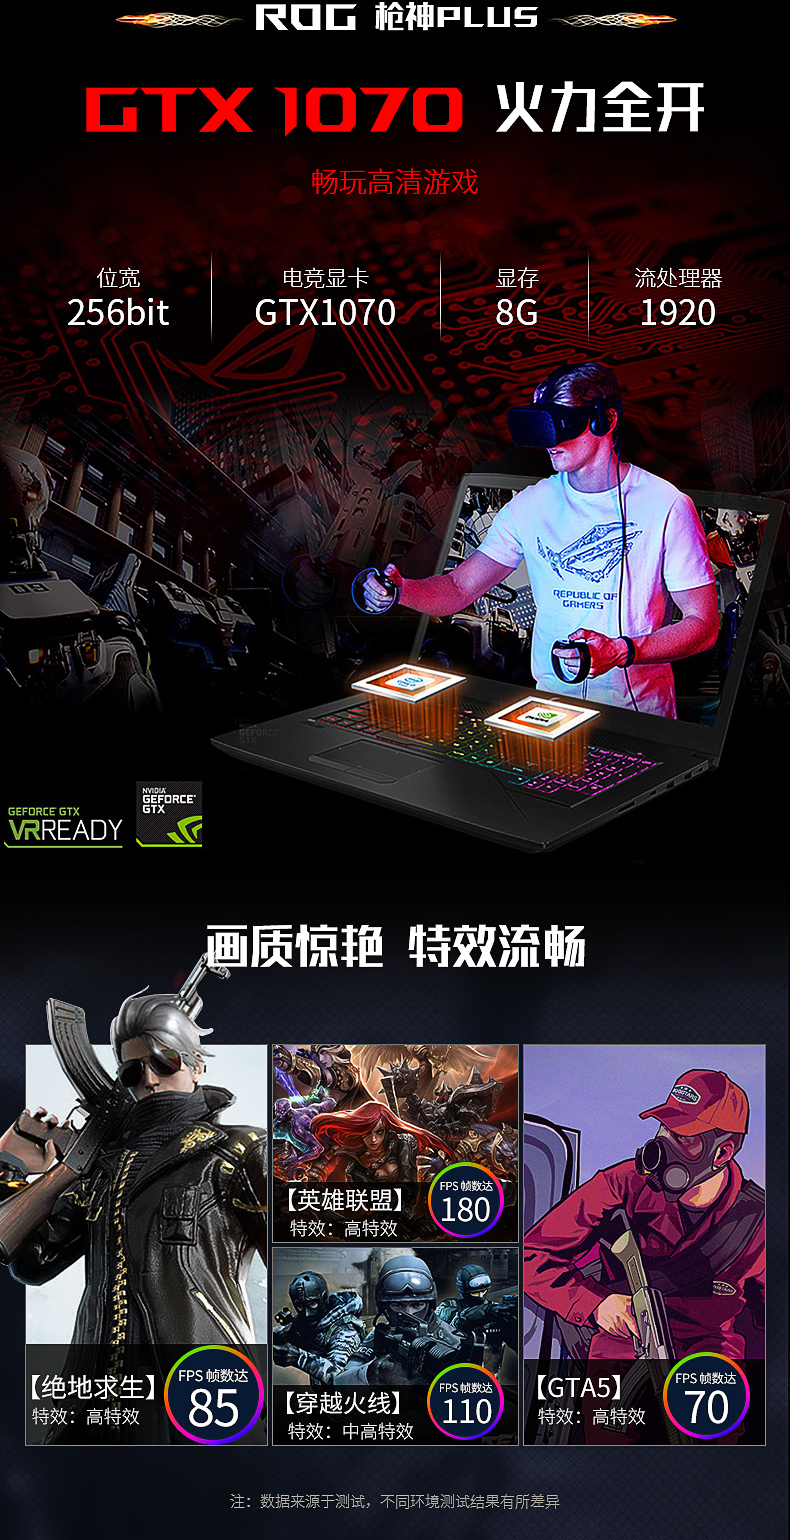 ROG 枪神PLUS
GTX 1070 火力全开
畅玩高清游戏
位宽
256bit
电竞显卡
GTX1070
显存
8G
流处理器
1920
REPUBLIC OF
GAMERS
GEFORCE GTX
VRREADY
NVIDIA
GEFORCE
GTX
画质惊艳 特效流畅
【绝地求生】
特效：高特效
FPS 帧数达
85
【英雄联盟】
特效：高特效
FPS 帧数达
180
【穿越火线】
特效：中高特效
FPS 帧数达
110
【GTA5】
特效：高特效
FPS 帧数达
70
注：数据来源于测试，不同环境测试结果有所差异